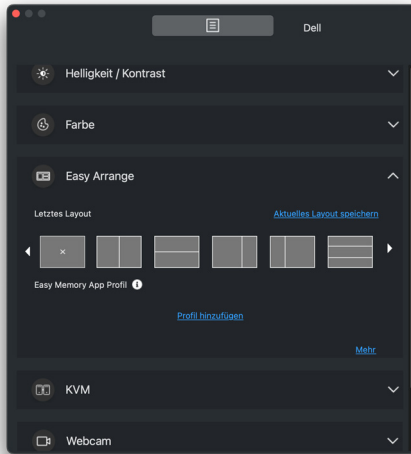 Dell
Helligkeit / Kontrast
Farbe
Easy Arrange
Letztes Layout
Aktuelles Layout speichern
Easy Memory App Profil
Profil hinzufügen
Mehr
KVM
Webcam